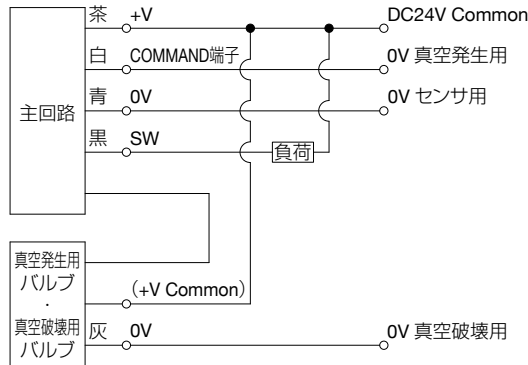 茶 +V DC24V Common
白 COMMAND端子 0V 真空発生用
青 0V 0V センサ用
主回路
黒 SW 負荷
真空発生用
バルブ
・
真空破壊用
バルブ
(+V Common)
灰 0V 0V 真空破壊用